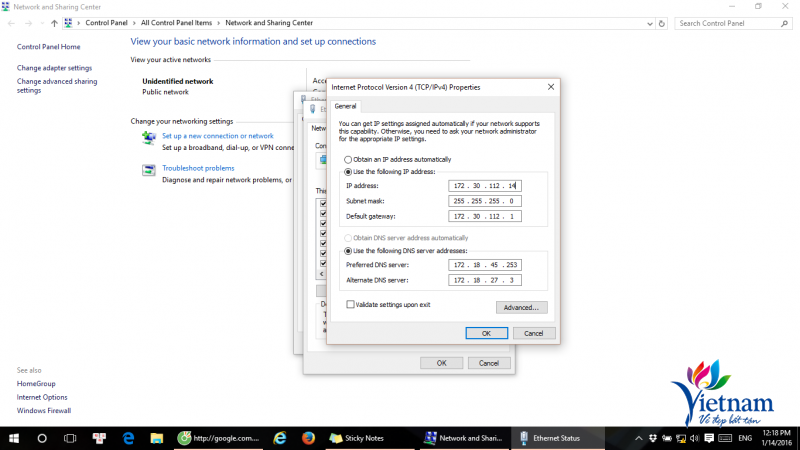 Network and Sharing Center
Control Panel > All Control Panel Items > Network and Sharing Center
Search Control Panel
Control Panel Home
Change adapter settings
Change advanced sharing
settings
View your basic network information and set up connections
View your active networks
Unidentified network
Public network
Acce
Change your networking settings
Set up a new connection or network
Set up a broadband, dial-up, or VPN conne
Troubleshoot problems
Diagnose and repair network problems, or
Internet Protocol Version 4 (TCP/IPv4) Properties
General
You can get IP settings assigned automatically if your network supports
this capability. Otherwise, you need to ask your network administrator
for the appropriate IP settings.
Obtain an IP address automatically
Use the following IP address:
IP address:
172 . 30 . 112 . 14
Subnet mask:
255 . 255 . 255 . 0
Default gateway:
172 . 30 . 112 . 1
Obtain DNS server address automatically
Use the following DNS server addresses:
Preferred DNS server:
172 . 18 . 45 . 253
Alternate DNS server:
172 . 18 . 27 . 3
Validate settings upon exit
Advanced...
OK
Cancel
OK
Cancel
See also
HomeGroup
Internet Options
Windows Firewall
Vietnam
Vẻ đẹp bất tận
http://google.com....
Sticky Notes
Network and Shari...
Ethernet Status
ENG
12:18 PM
1/14/2016